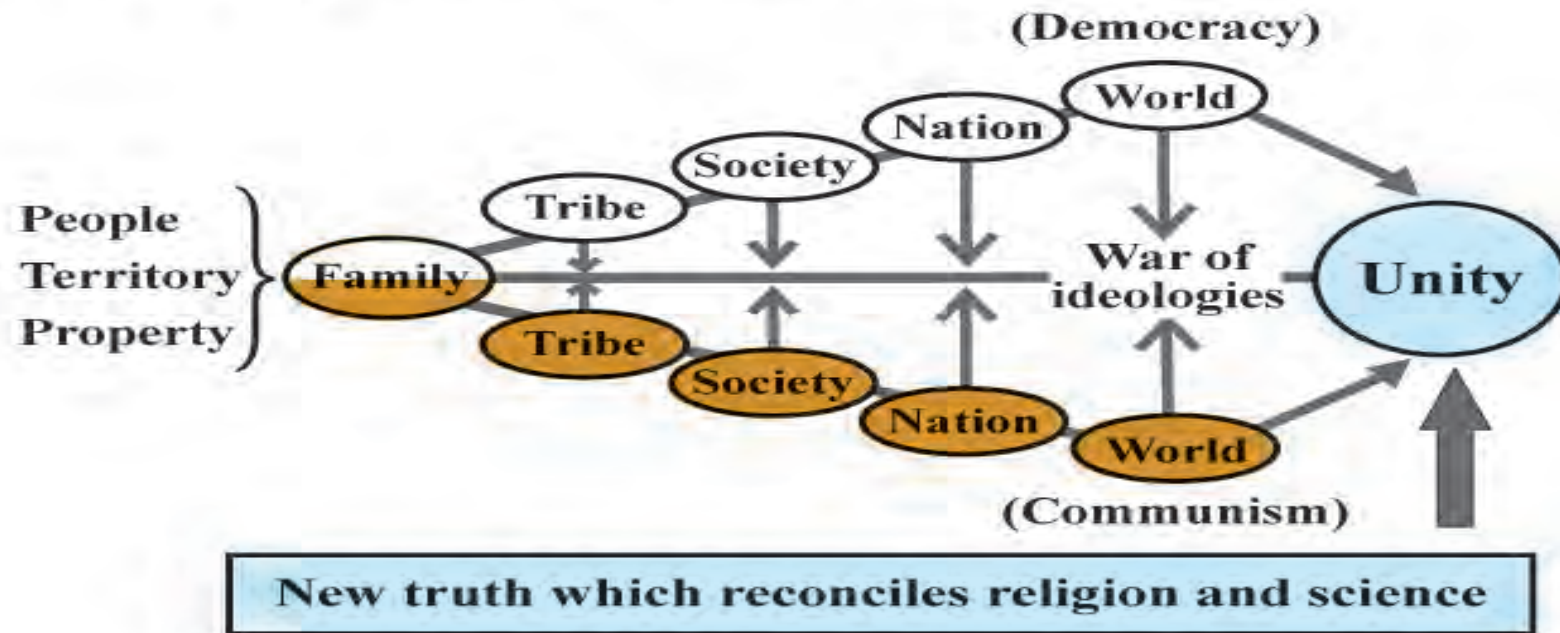 (Democracy)
World
Nation
Society
Tribe
People
Territory
Property
Family
War of
ideologies
Unity
Tribe
Society
Nation
World
(Communism)
New truth which reconciles religion and science